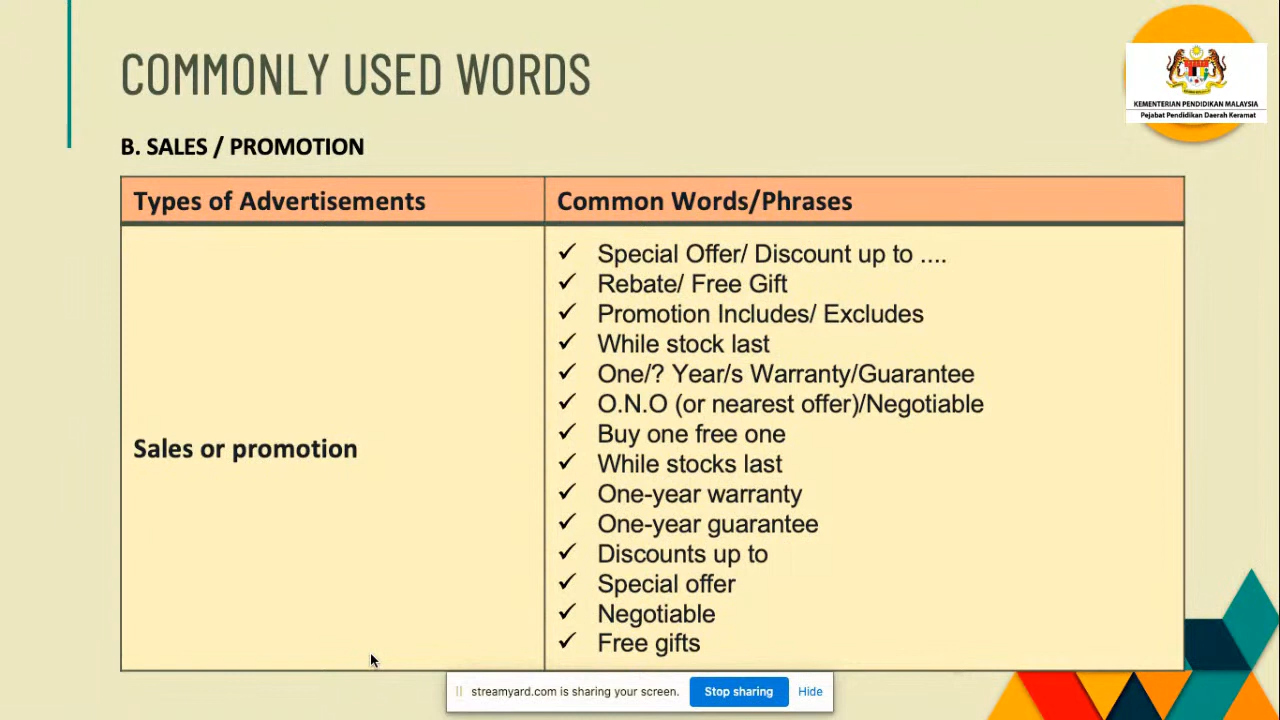 COMMONLY USED WORDS
KEMENTERIAN PENDIDIKAN MALAYSIA
Pejabat Pendidikan Daerah Keramat
B. SALES / PROMOTION
Types of Advertisements
Common Words/Phrases
Sales or promotion
✓ Special Offer/ Discount up to ....
✓ Rebate/ Free Gift
✓ Promotion Includes/ Excludes
✓ While stock last
✓ One/? Year/s Warranty/Guarantee
✓ O.N.O (or nearest offer)/Negotiable
✓ Buy one free one
✓ While stocks last
✓ One-year warranty
✓ One-year guarantee
✓ Discounts up to
✓ Special offer
✓ Negotiable
✓ Free gifts
streamyard.com is sharing your screen. Stop sharing Hide